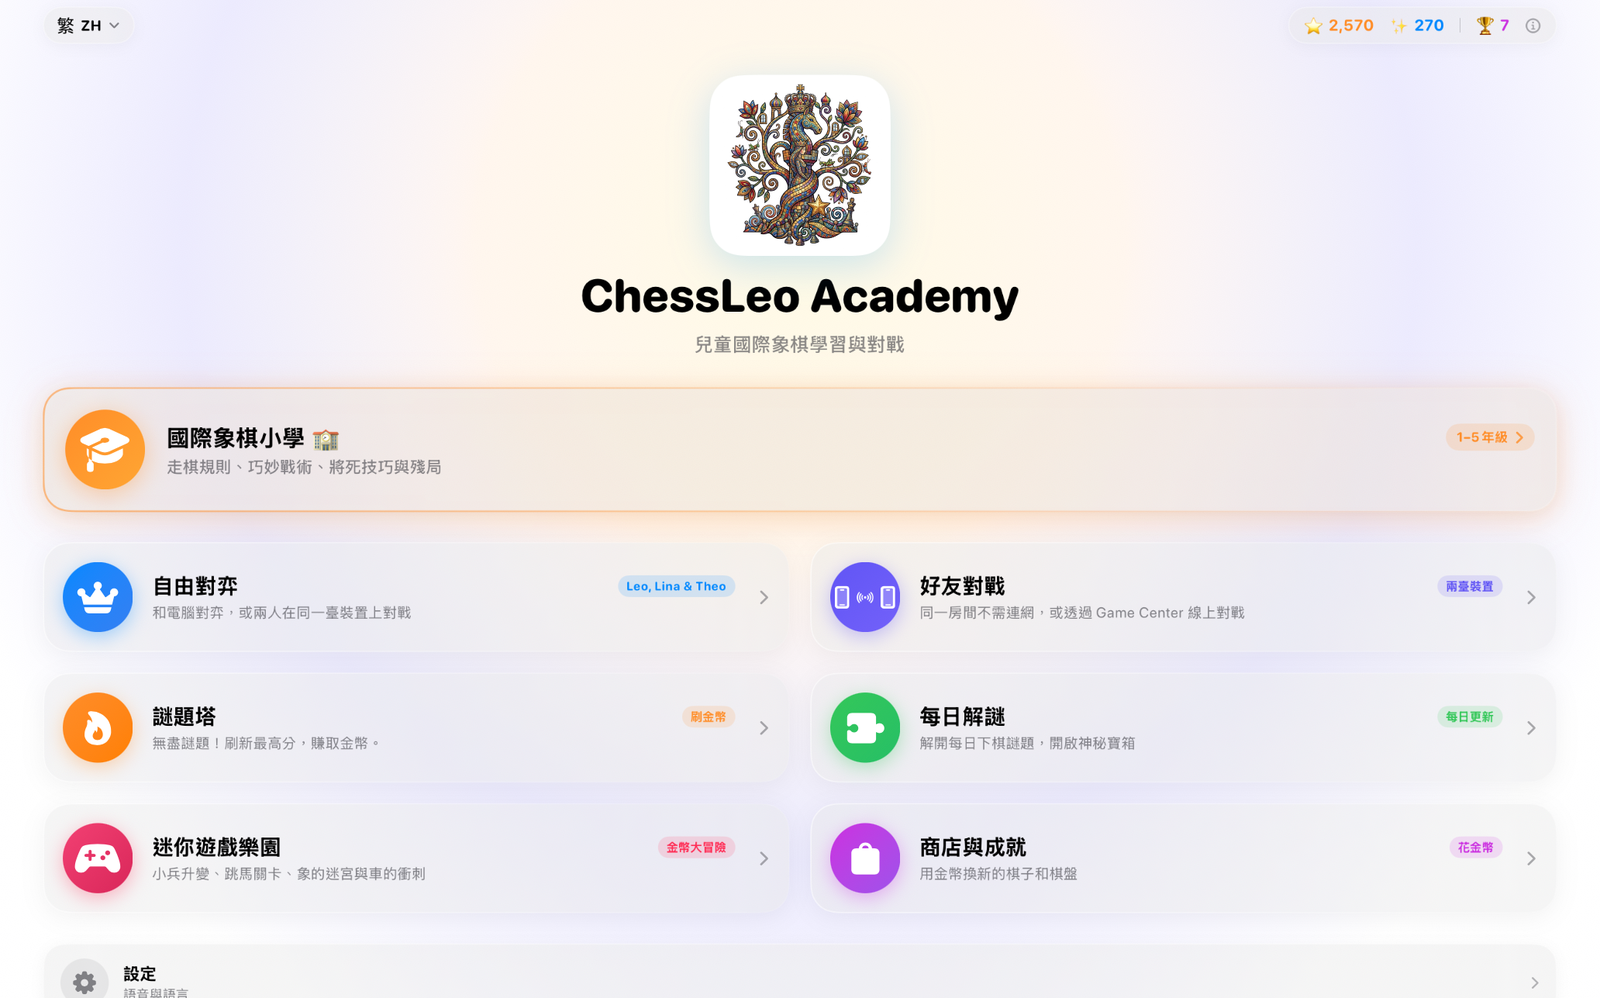 繁 ZH
2,570 270 7
ChessLeo Academy
兒童國際象棋學習與對戰
國際象棋小學
1–5 年級
走棋規則、巧妙戰術、將死技巧與殘局
自由對弈
Leo, Lina & Theo
和電腦對弈，或兩人在同一臺裝置上對戰
好友對戰
兩臺裝置
同一房間不需連網，或透過 Game Center 線上對戰
謎題塔
刷金幣
無盡謎題！刷新最高分，賺取金幣。
每日解謎
每日更新
解開每日下棋謎題，開啟神秘寶箱
迷你遊戲樂園
金幣大冒險
小兵升變、跳馬關卡、象的迷宮與車的衝刺
商店與成就
花金幣
用金幣換新的棋子和棋盤
設定
語音與語言